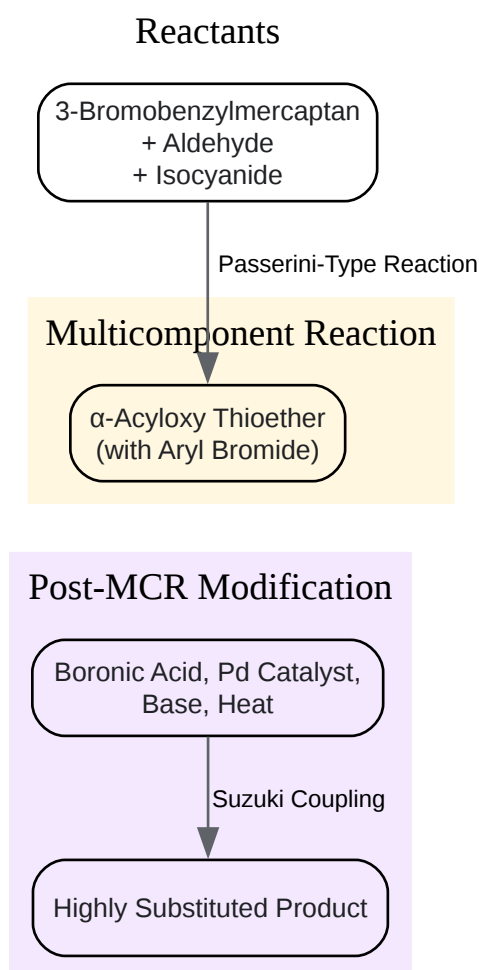 Reactants
3-Bromobenzylmercaptan
+ Aldehyde
+ Isocyanide
Passerini-Type Reaction
Multicomponent Reaction
α-Acyloxy Thioether
(with Aryl Bromide)
Post-MCR Modification
Boronic Acid, Pd Catalyst,
Base, Heat
Suzuki Coupling
Highly Substituted Product